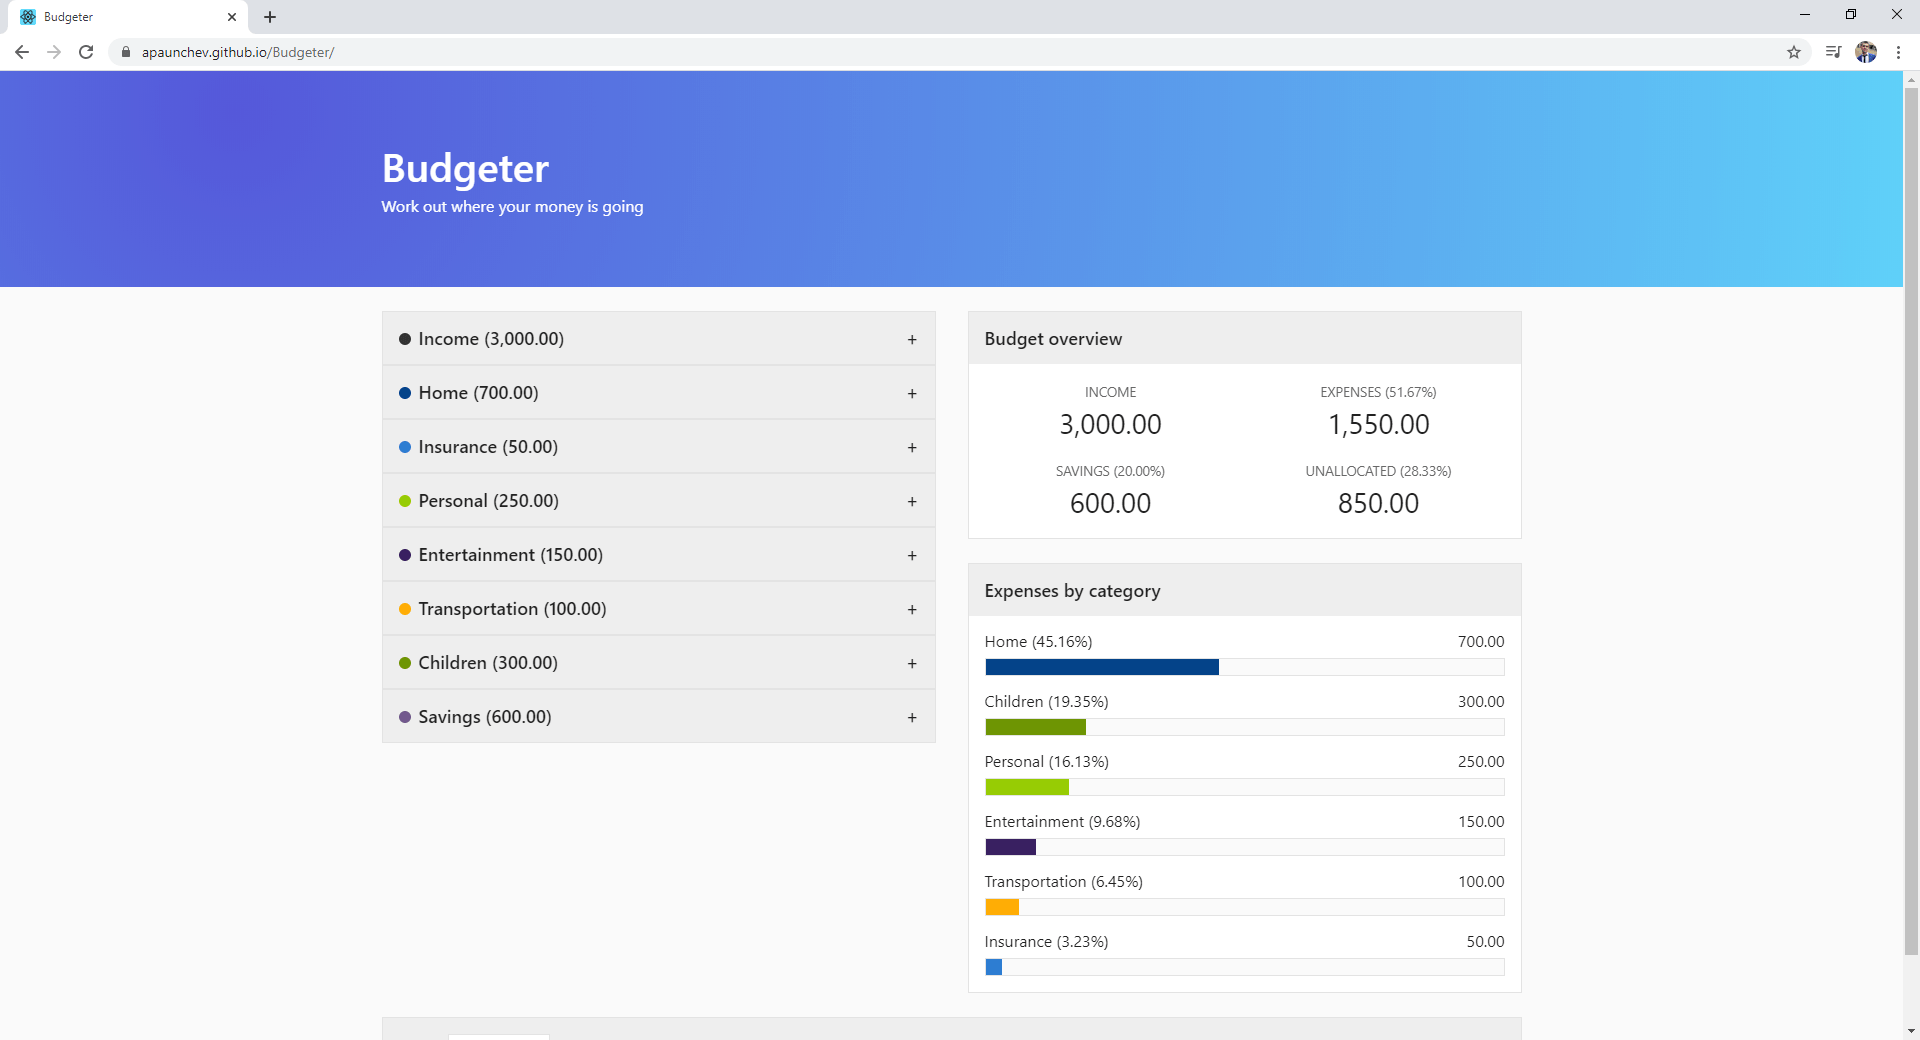 Budgeter
apaunchev.github.io/Budgeter/
Budgeter
Work out where your money is going
Income (3,000.00) +
Home (700.00) +
Insurance (50.00) +
Personal (250.00) +
Entertainment (150.00) +
Transportation (100.00) +
Children (300.00) +
Savings (600.00) +
Budget overview
INCOME EXPENSES (51.67%)
3,000.00 1,550.00
SAVINGS (20.00%) UNALLOCATED (28.33%)
600.00 850.00
Expenses by category
Home (45.16%) 700.00
Children (19.35%) 300.00
Personal (16.13%) 250.00
Entertainment (9.68%) 150.00
Transportation (6.45%) 100.00
Insurance (3.23%) 50.00